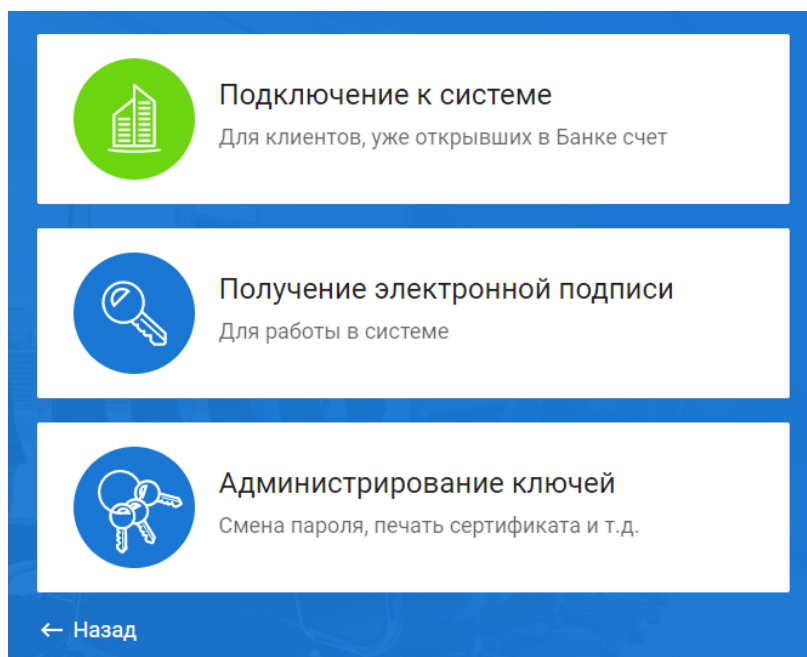 Подключение к системе
Для клиентов, уже открывших в Банке счет
Получение электронной подписи
Для работы в системе
Администрирование ключей
Смена пароля, печать сертификата и т.д.
← Назад